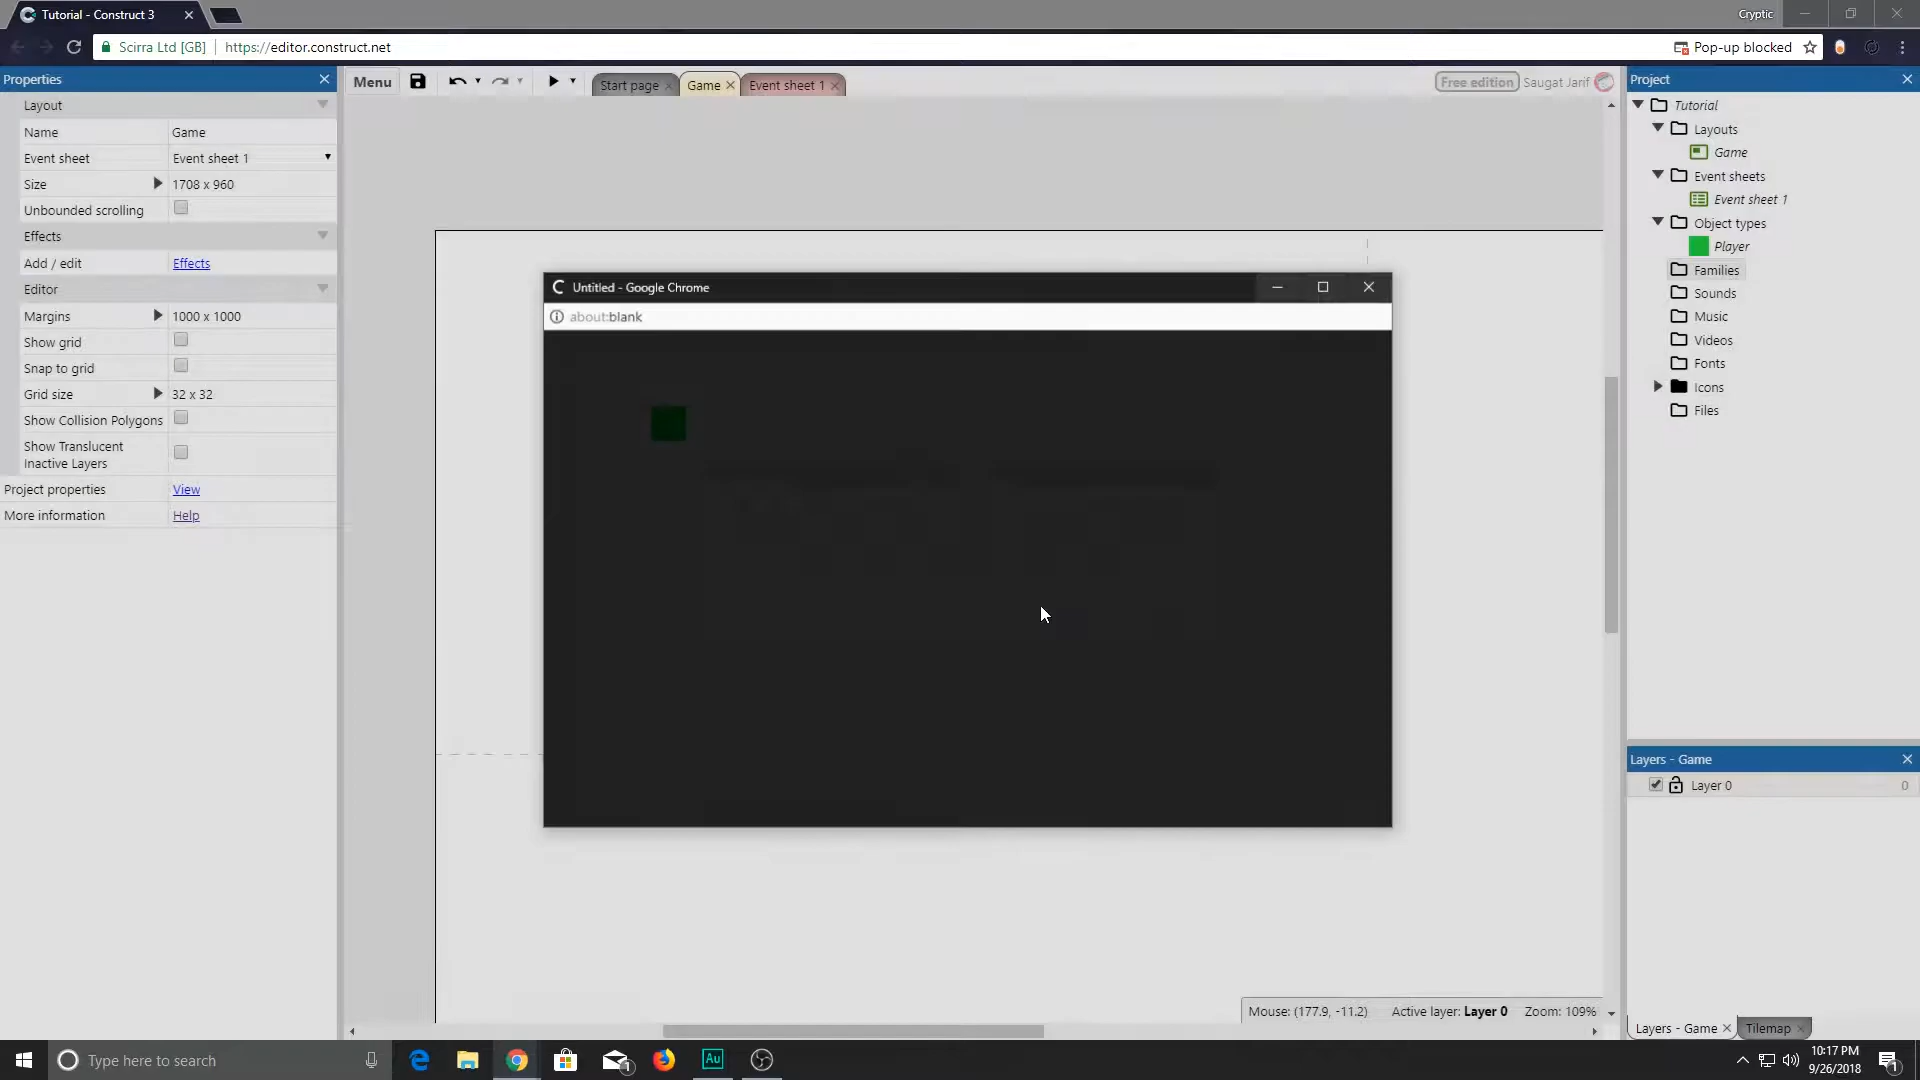 Tutorial - Construct 3
Cryptic
Scirra Ltd [GB]
https://editor.construct.net
Pop-up blocked
Properties
Menu
Start page
Game
Event sheet 1
Free edition
Saugat Jarif
Project
Layout
Name
Game
Event sheet
Event sheet 1
Size
1708 x 960
Unbounded scrolling
Effects
Add / edit
Effects
Editor
Margins
1000 x 1000
Show grid
Snap to grid
Grid size
32 x 32
Show Collision Polygons
Show Translucent
Inactive Layers
Project properties
View
More information
Help
Untitled - Google Chrome
about:blank
Tutorial
Layouts
Game
Event sheets
Event sheet 1
Object types
Player
Families
Sounds
Music
Videos
Fonts
Icons
Files
Layers - Game
Layer 0
0
Mouse: (177.9, -11.2)
Active layer: Layer 0
Zoom: 109%
Layers - Game
Tilemap
Type here to search
1
Au
10:17 PM
9/26/2018
1